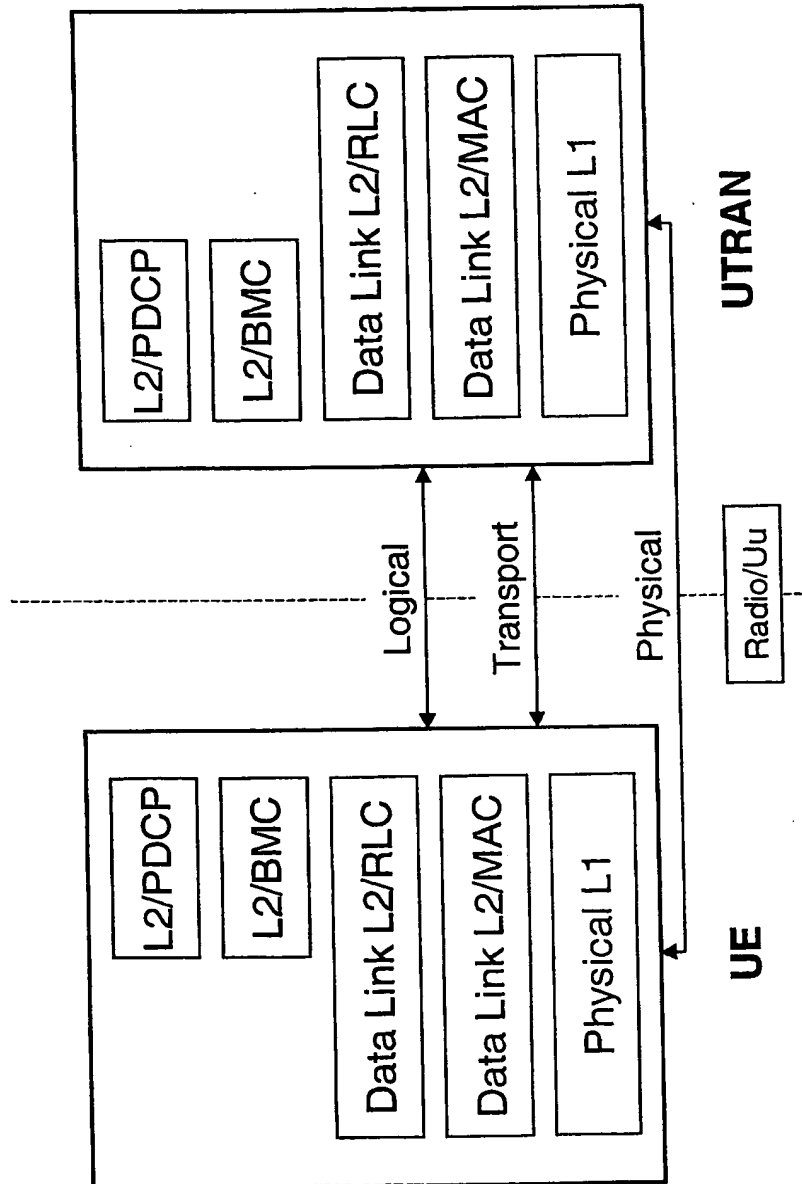 L2/PDCP
L2/BMC
Data Link L2/RLC
Data Link L2/MAC
Physical L1
UE
Logical
Transport
Physical
Radio/Uu
L2/PDCP
L2/BMC
Data Link L2/RLC
Data Link L2/MAC
Physical L1
UTRAN